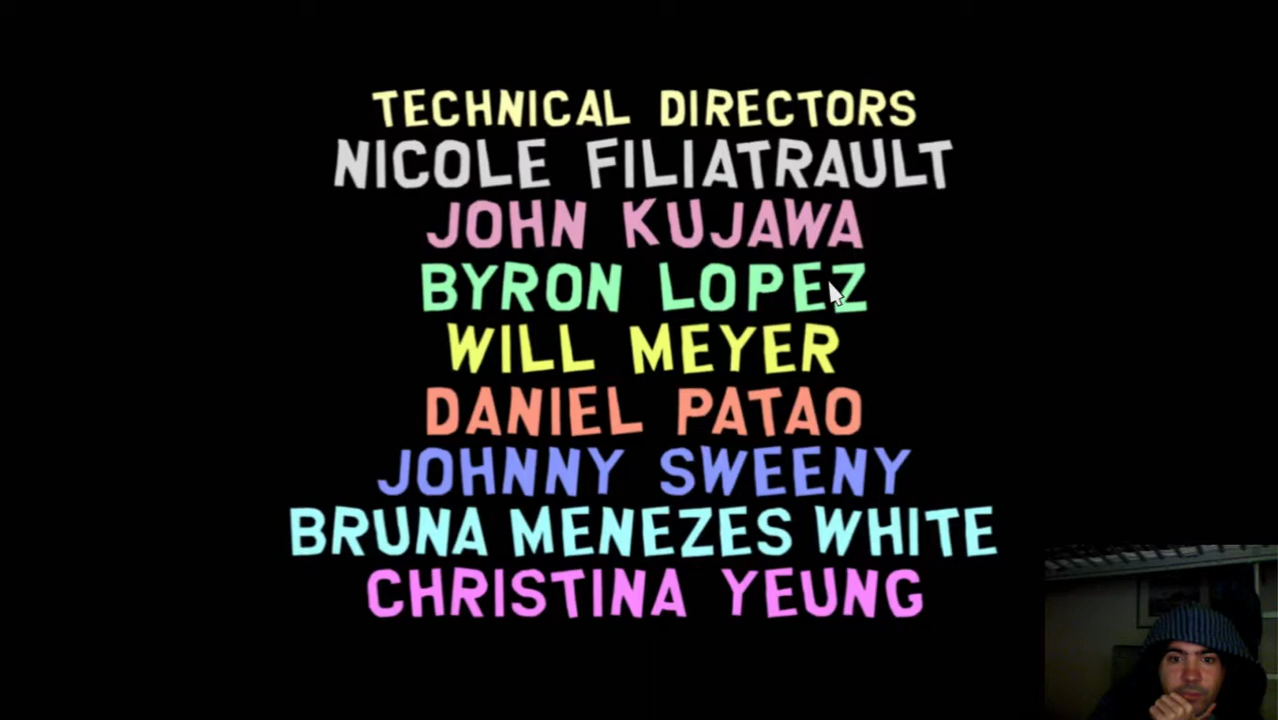 TECHNICAL DIRECTORS
NICOLE FILIATRAULT
JOHN KUJAWA
BYRON LOPEZ
WILL MEYER
DANIEL PATAO
JOHNNY SWEENY
BRUNA MENEZES WHITE
CHRISTINA YEUNG